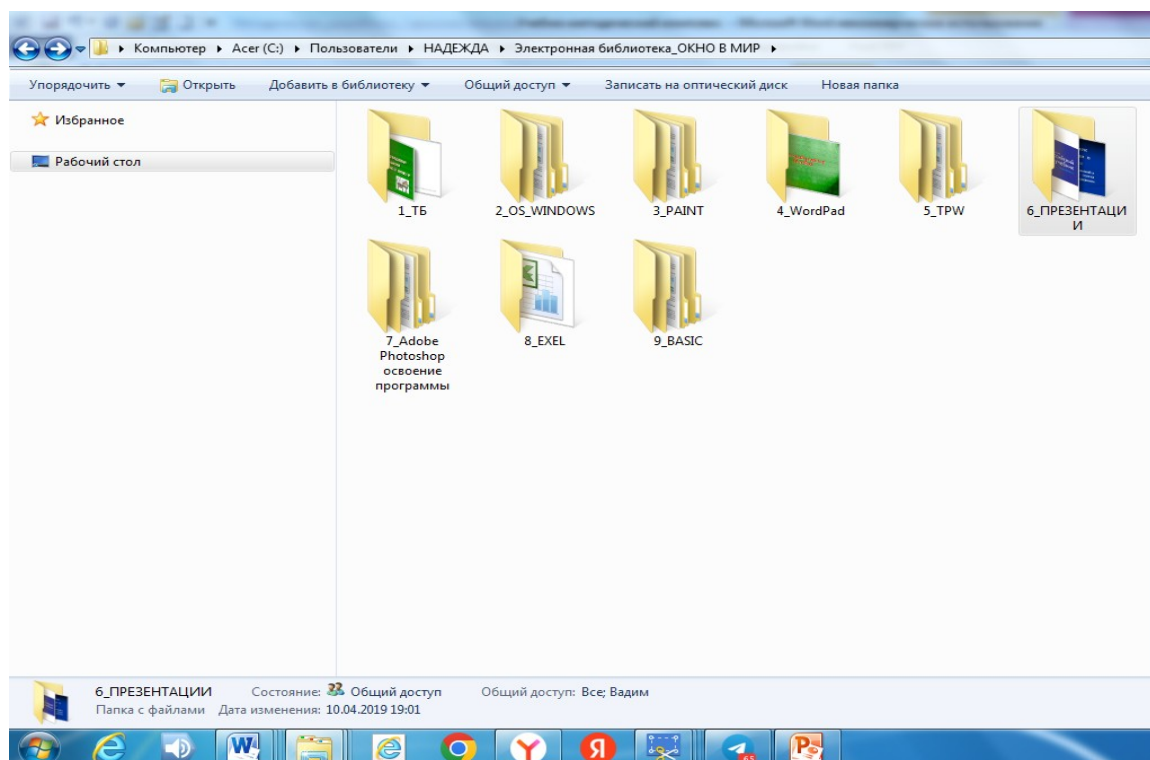 Компьютер ▸ Acer (C:) ▸ Пользователи ▸ НАДЕЖДА ▸ Электронная библиотека_ОКНО В МИР ▸
Упорядочить Открыть Добавить в библиотеку Общий доступ Записать на оптический диск Новая папка
Избранное
Рабочий стол
1_ТБ 2_OS_WINDOWS 3_PAINT 4_WordPad 5_TPW 6_ПРЕЗЕНТАЦИ
И
7_Adobe 8_EXEL 9_BASIC
Photoshop
освоение
программы
6_ПРЕЗЕНТАЦИИ Состояние: Общий доступ Общий доступ: Все; Вадим
Папка с файлами Дата изменения: 10.04.2019 19:01
65